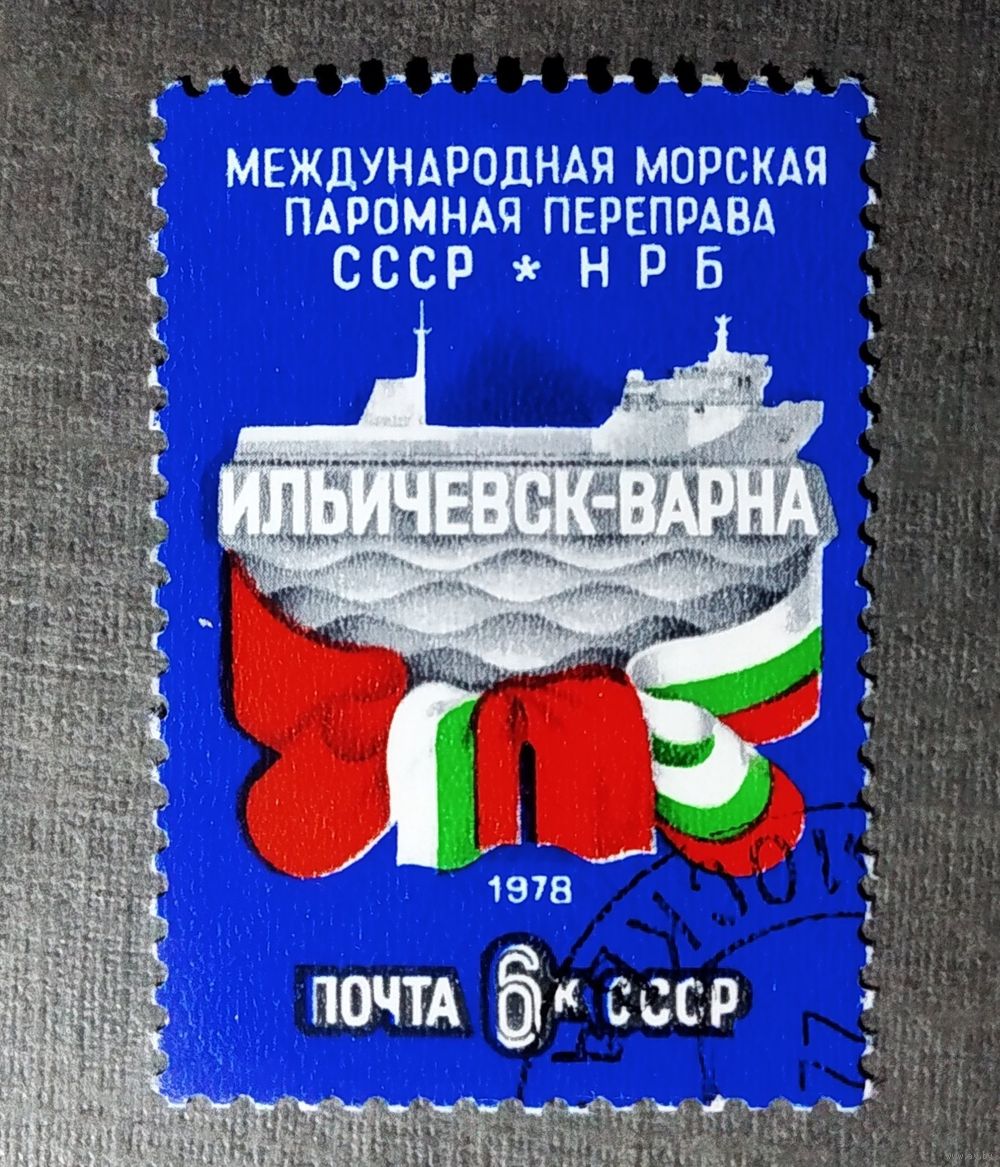 МЕЖДУНАРОДНАЯ МОРСКАЯ
ПАРОМНАЯ ПЕРЕПРАВА
СССР * НРБ
ИЛЬИЧЕВСК-ВАРНА
1978
ПОЧТА 6К СССР